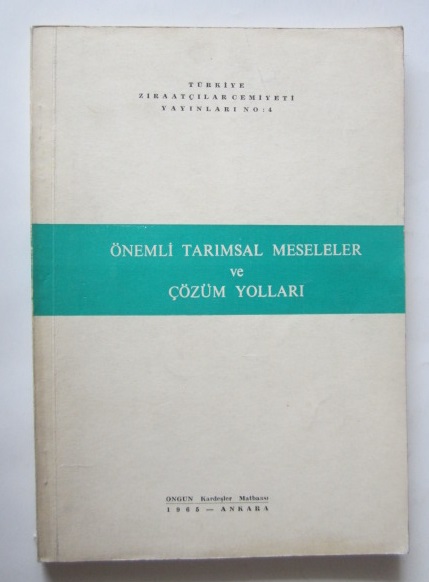 TÜRKİYE
ZİRAATÇILAR CEMİYETİ
YAYINLARI NO: 4
ÖNEMLİ TARIMSAL MESELELER
ve
ÇÖZÜM YOLLARI
ONGUN Kardeşler Matbaası
1965 — ANKARA